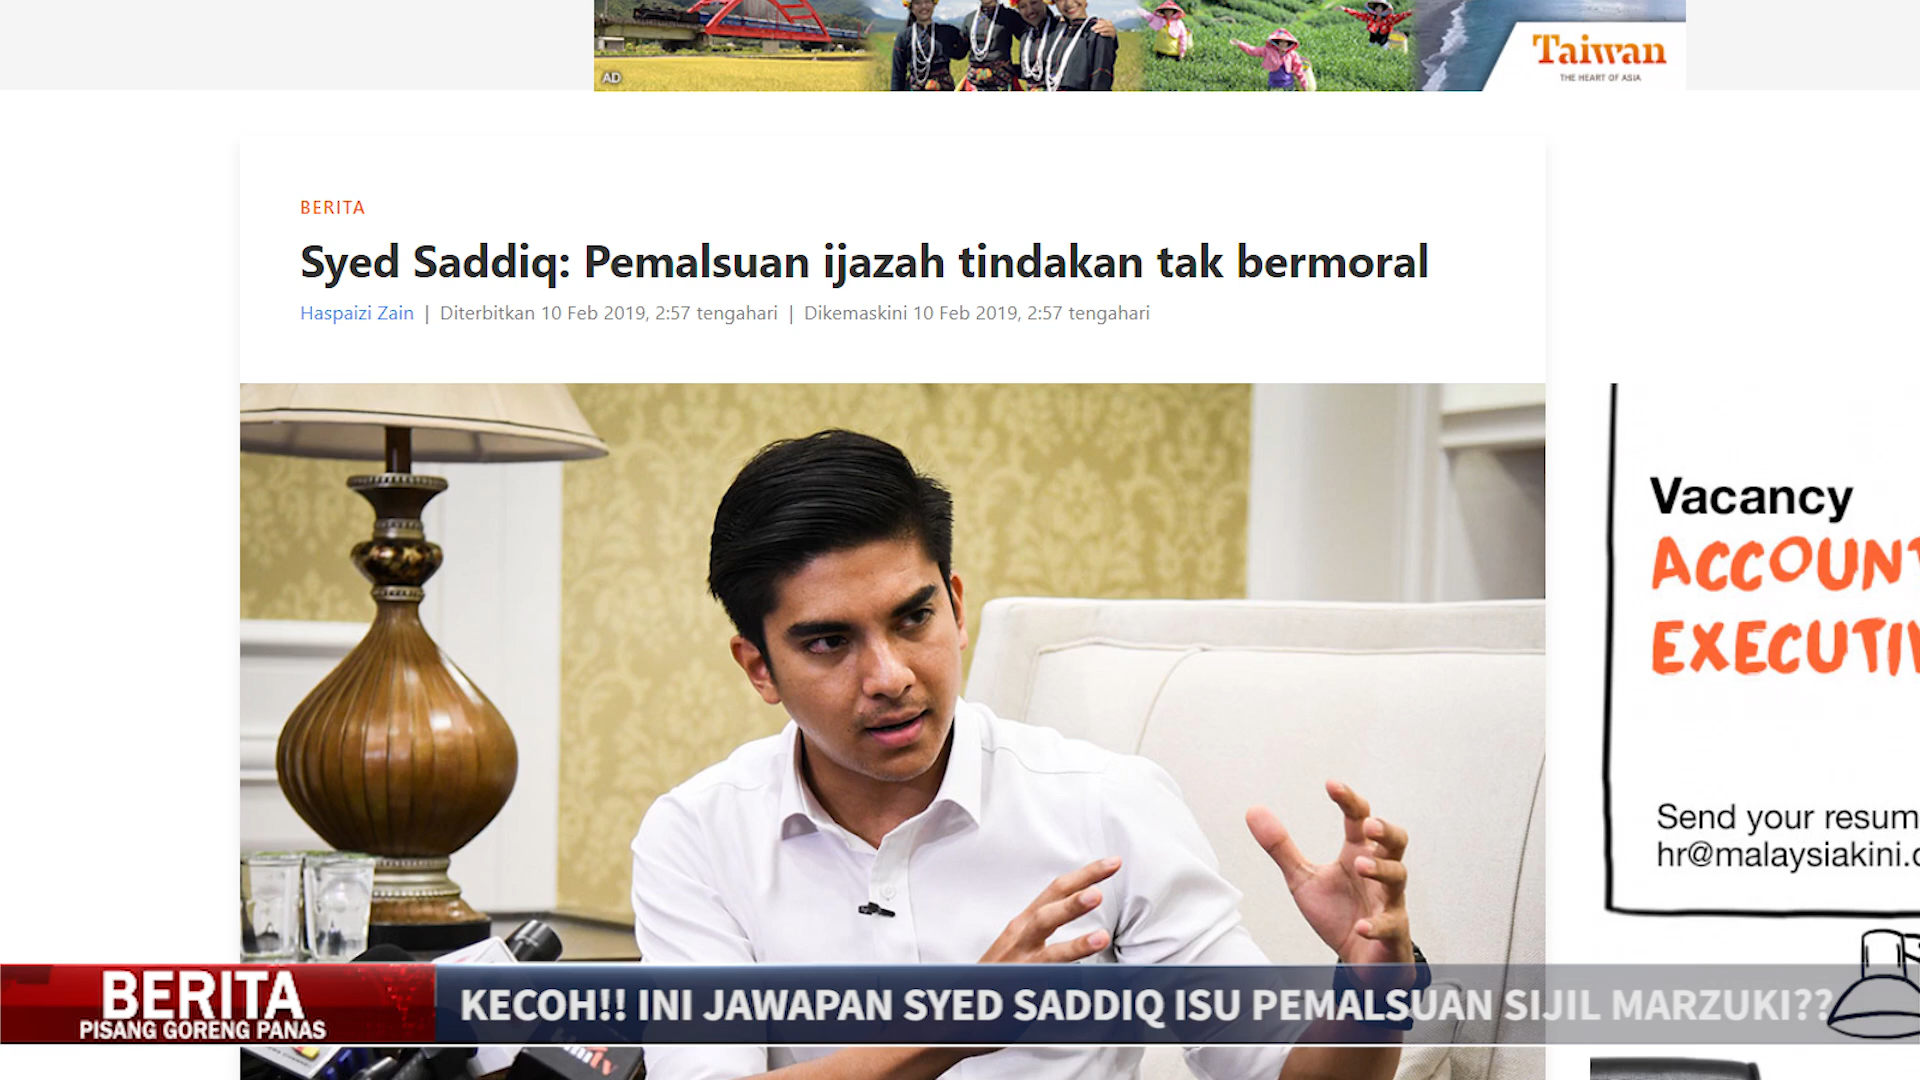 AD
Taiwan
THE HEART OF ASIA
BERITA
Syed Saddiq: Pemalsuan ijazah tindakan tak bermoral
Haspaizi Zain | Diterbitkan 10 Feb 2019, 2:57 tengahari | Dikemaskini 10 Feb 2019, 2:57 tengahari
Vacancy
ACCOUNT
EXECUTIV
Send your resum
hr@malaysiakini.c
BERITA
PISANG GORENG PANAS
KECOH!! INI JAWAPAN SYED SADDIQ ISU PEMALSUAN SIJIL MARZUKI??